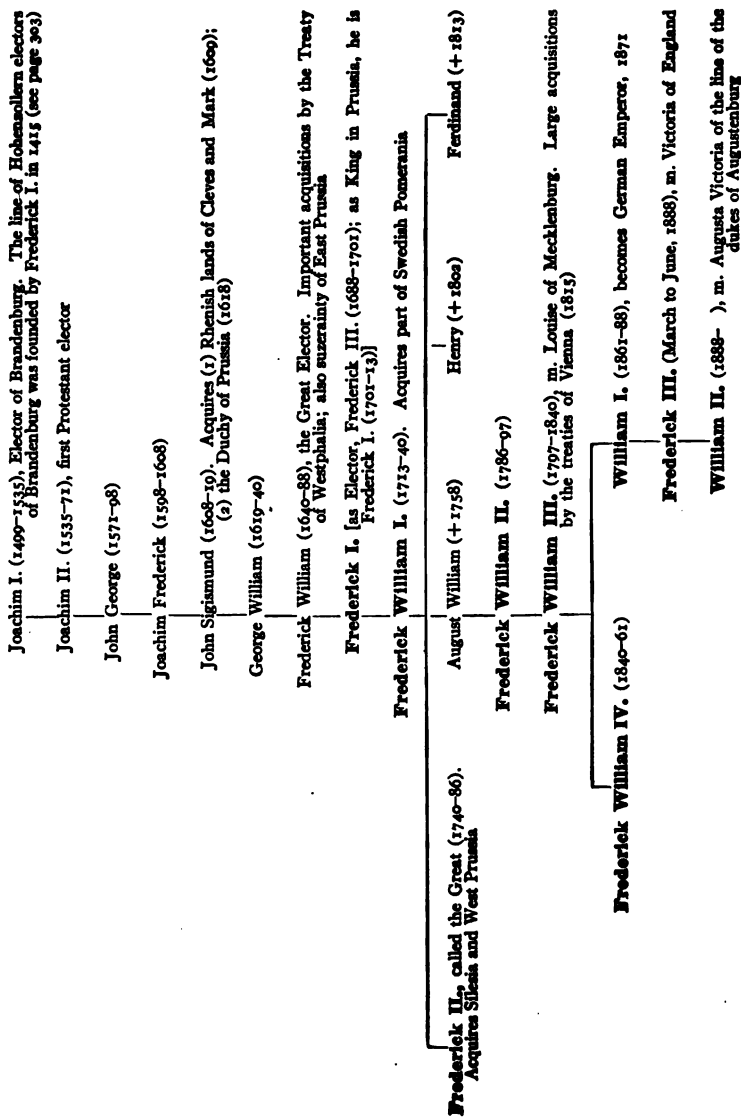 Joachim I. (1499-1535), Elector of Brandenburg. The line of Hohenzollern electors
of Brandenburg was founded by Frederick I. in 1415 (see page 303)
Joachim II. (1535-71), first Protestant elector
John George (1571-98)
Joachim Frederick (1598-1608)
John Sigismund (1608-19). Acquires (1) Rhenish lands of Cleves and Mark (1609);
(2) the Duchy of Prussia (1618)
George William (1619-40)
Frederick William (1640-88), the Great Elector. Important acquisitions by the Treaty
of Westphalia; also suzerainty of East Prussia
Frederick I. [as Elector, Frederick III. (1688-1701); as King in Prussia, he is
Frederick I. (1701-13)]
Frederick William I. (1713-40). Acquires part of Swedish Pomerania
Frederick II., called the Great (1740-86).
Acquires Silesia and West Prussia
August William (+ 1758)
Henry (+ 1802)
Ferdinand (+ 1813)
Frederick William II. (1786-97)
Frederick William III. (1797-1840); m. Louise of Mecklenburg. Large acquisitions
by the treaties of Vienna (1815)
Frederick William IV. (1840-61)
William I. (1861-88), becomes German Emperor, 1871
Frederick III. (March to June, 1888), m. Victoria of England
William II. (1888- ), m. Augusta Victoria of the line of the
dukes of Augustenburg